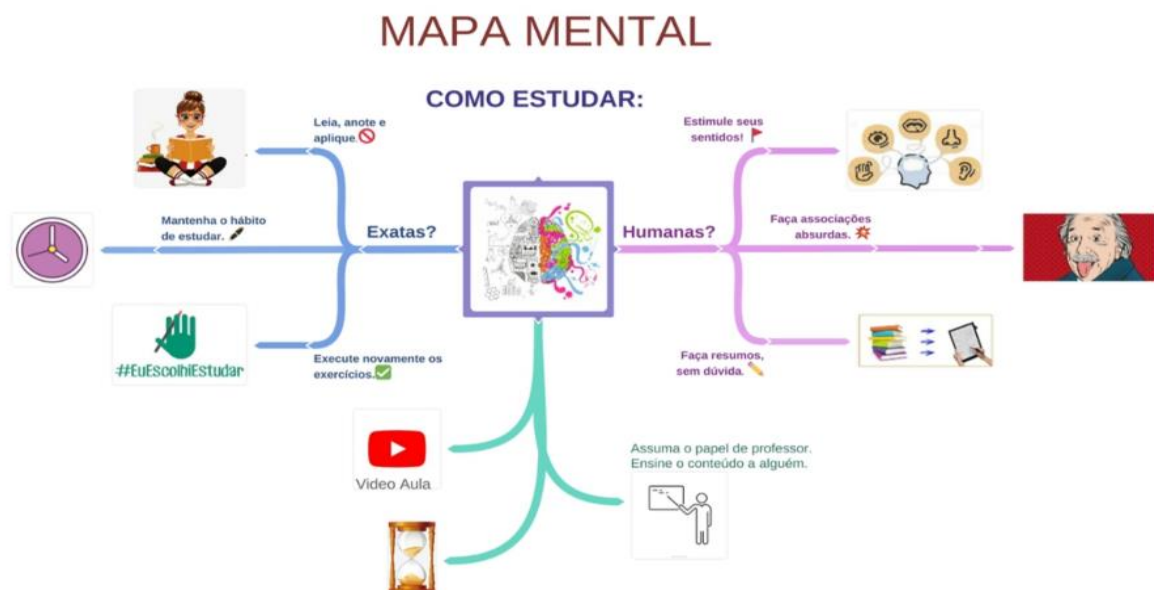 MAPA MENTAL
COMO ESTUDAR:
Leia, anote e
aplique.
Mantenha o hábito
de estudar.
Exatas?
#EuEscolhiEstudar
Execute novamente os
exercícios.
Estimule seus
sentidos!
Humanas?
Faça associações
absurdas.
Faça resumos,
sem dúvida.
Video Aula
Assuma o papel de professor.
Ensine o conteúdo a alguém.